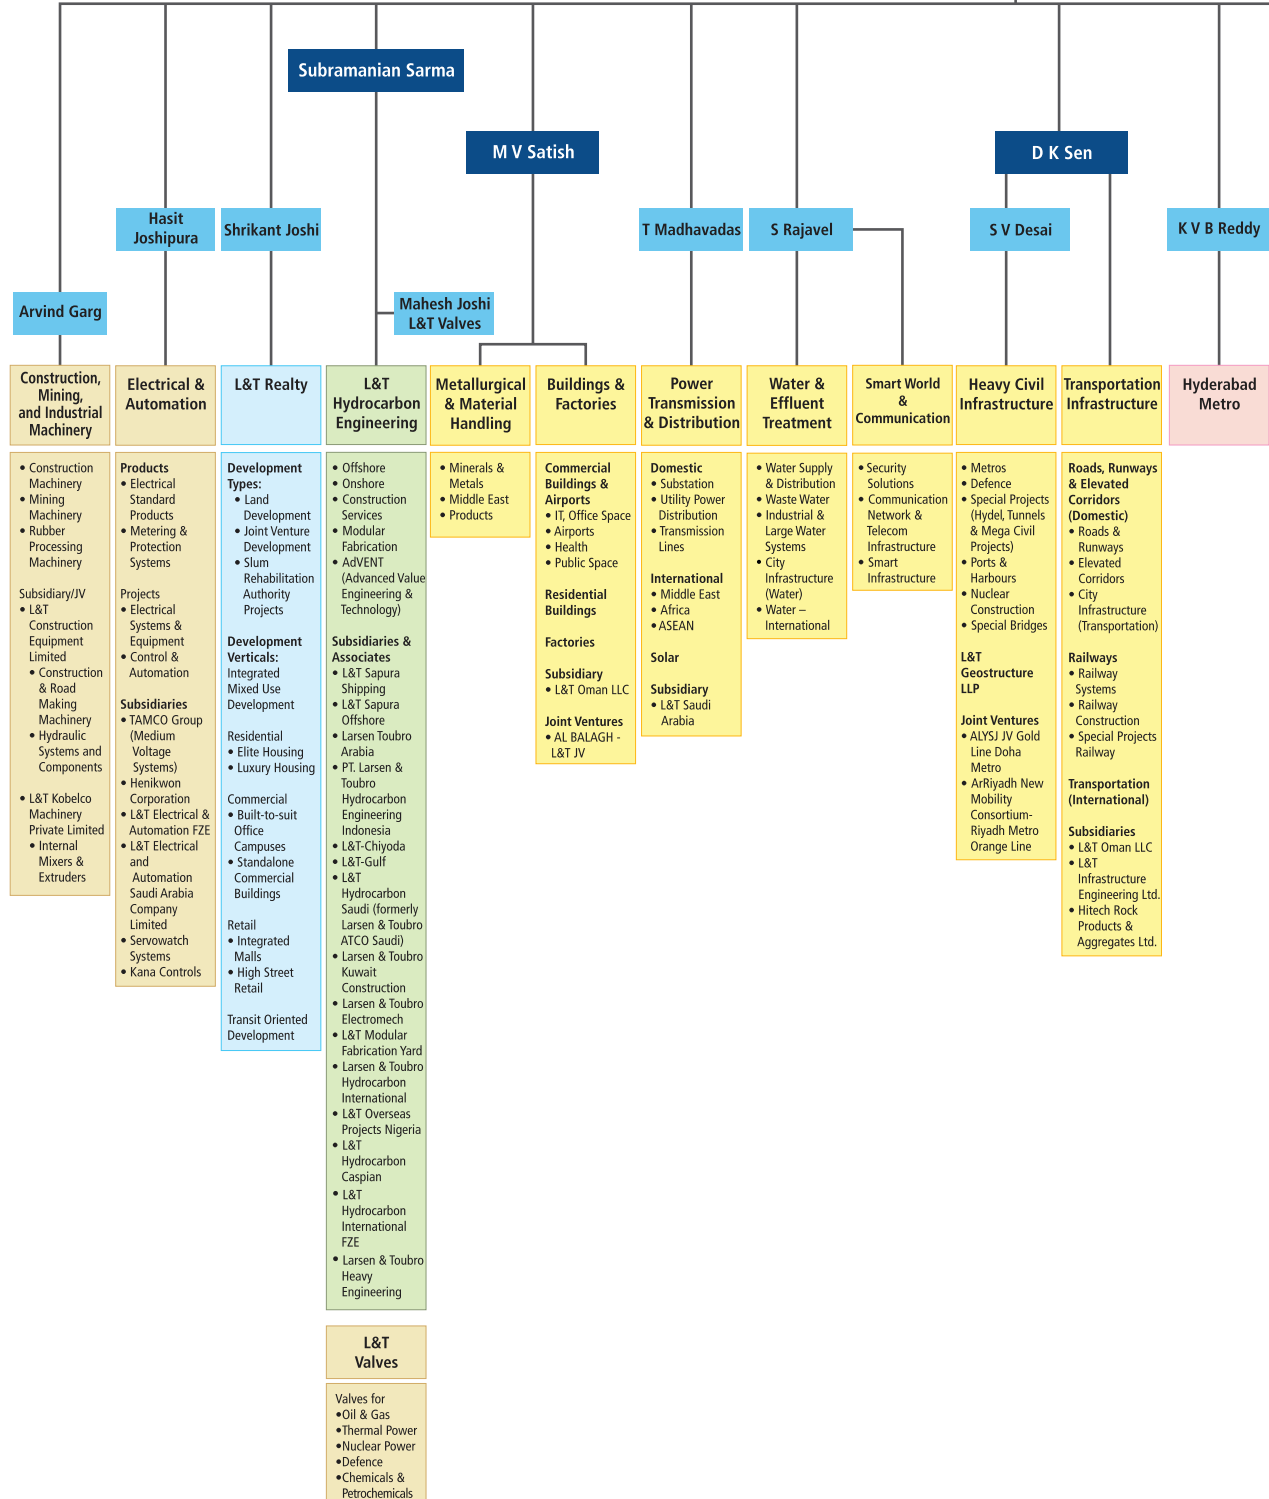 Subramanian Sarma
M V Satish
D K Sen
Hasit
Joshipura
Shrikant Joshi
T Madhavadas
S Rajavel
S V Desai
K V B Reddy
Arvind Garg
Mahesh Joshi
L&T Valves
Construction,
Mining,
and Industrial
Machinery
• Construction
Machinery
• Mining
Machinery
• Rubber
Processing
Machinery
Subsidiary/JV
• L&T
Construction
Equipment
Limited
• Construction
& Road
Making
Machinery
• Hydraulic
Systems and
Components
• L&T Kobelco
Machinery
Private Limited
• Internal
Mixers &
Extruders
Electrical &
Automation
Products
• Electrical
Standard
Products
• Metering &
Protection
Systems
Projects
• Electrical
Systems &
Equipment
• Control &
Automation
Subsidiaries
• TAMCO Group
(Medium
Voltage
Systems)
• Henikwon
Corporation
• L&T Electrical &
Automation FZE
• L&T Electrical
and
Automation
Saudi Arabia
Company
Limited
• Servowatch
Systems
• Kana Controls
L&T Realty
Development
Types:
• Land
Development
• Joint Venture
Development
• Slum
Rehabilitation
Authority
Projects
Development
Verticals:
Integrated
Mixed Use
Development
Residential
• Elite Housing
• Luxury Housing
Commercial
• Built-to-suit
Office
Campuses
• Standalone
Commercial
Buildings
Retail
• Integrated
Malls
• High Street
Retail
Transit Oriented
Development
L&T
Hydrocarbon
Engineering
• Offshore
• Onshore
• Construction
Services
• Modular
Fabrication
• AdVENT
(Advanced Value
Engineering &
Technology)
Subsidiaries &
Associates
• L&T Sapura
Shipping
• L&T Sapura
Offshore
• Larsen Toubro
Arabia
• PT. Larsen &
Toubro
Hydrocarbon
Engineering
Indonesia
• L&T-Chiyoda
• L&T-Gulf
• L&T
Hydrocarbon
Saudi (formerly
Larsen & Toubro
ATCO Saudi)
• Larsen & Toubro
Kuwait
Construction
• Larsen & Toubro
Electromech
• L&T Modular
Fabrication Yard
• Larsen & Toubro
Hydrocarbon
International
• L&T Overseas
Projects Nigeria
• L&T
Hydrocarbon
Caspian
• L&T
Hydrocarbon
International
FZE
• Larsen & Toubro
Heavy
Engineering
L&T
Valves
Valves for
•Oil & Gas
•Thermal Power
•Nuclear Power
•Defence
•Chemicals &
Petrochemicals
Metallurgical
& Material
Handling
• Minerals &
Metals
• Middle East
• Products
Buildings &
Factories
Commercial
Buildings &
Airports
• IT, Office Space
• Airports
• Health
• Public Space
Residential
Buildings
Factories
Subsidiary
• L&T Oman LLC
Joint Ventures
• AL BALAGH -
L&T JV
Power
Transmission
& Distribution
Domestic
• Substation
• Utility Power
Distribution
• Transmission
Lines
International
• Middle East
• Africa
• ASEAN
Solar
Subsidiary
• L&T Saudi
Arabia
Water &
Effluent
Treatment
• Water Supply
& Distribution
• Waste Water
• Industrial &
Large Water
Systems
• City
Infrastructure
(Water)
• Water –
International
Smart World
&
Communication
• Security
Solutions
• Communication
Network &
Telecom
Infrastructure
• Smart
Infrastructure
Heavy Civil
Infrastructure
• Metros
• Defence
• Special Projects
(Hydel, Tunnels
& Mega Civil
Projects)
• Ports &
Harbours
• Nuclear
Construction
• Special Bridges
L&T
Geostructure
LLP
Joint Ventures
• ALYSJ JV Gold
Line Doha
Metro
• ArRiyadh New
Mobility
Consortium-
Riyadh Metro
Orange Line
Transportation
Infrastructure
Roads, Runways
& Elevated
Corridors
(Domestic)
• Roads &
Runways
• Elevated
Corridors
• City
Infrastructure
(Transportation)
Railways
• Railway
Systems
• Railway
Construction
• Special Projects
Railway
Transportation
(International)
Subsidiaries
• L&T Oman LLC
• L&T
Infrastructure
Engineering Ltd.
• Hitech Rock
Products &
Aggregates Ltd.
Hyderabad
Metro